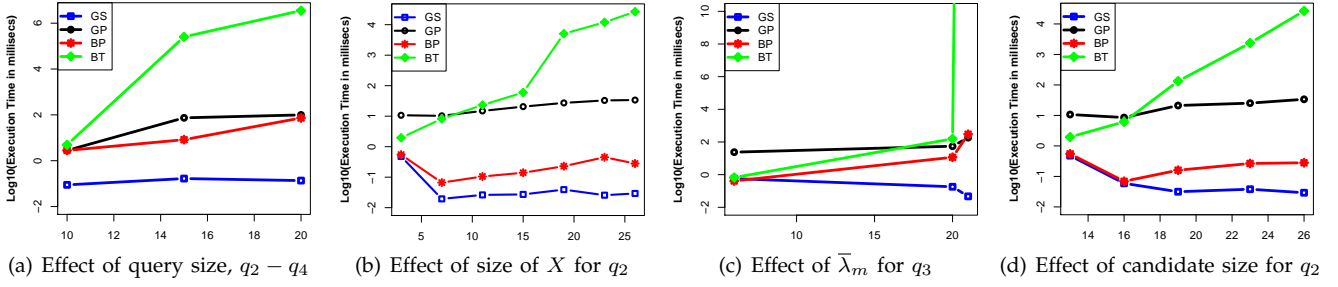 Log10(Execution Time in millisecs)
6
4
2
0
−2
GS
GP
BP
BT
10
12
14
16
18
20
(a) Effect of query size, q2 − q4
Log10(Execution Time in millisecs)
4
3
2
1
0
−1
−2
GS
GP
BP
BT
5
10
15
20
25
(b) Effect of size of X for q2
Log10(Execution Time in millisecs)
10
8
6
4
2
0
−2
GS
GP
BP
BT
10
15
20
(c) Effect of λ̅m for q3
Log10(Execution Time in millisecs)
4
3
2
1
0
−1
−2
GS
GP
BP
BT
14
16
18
20
22
24
26
(d) Effect of candidate size for q2